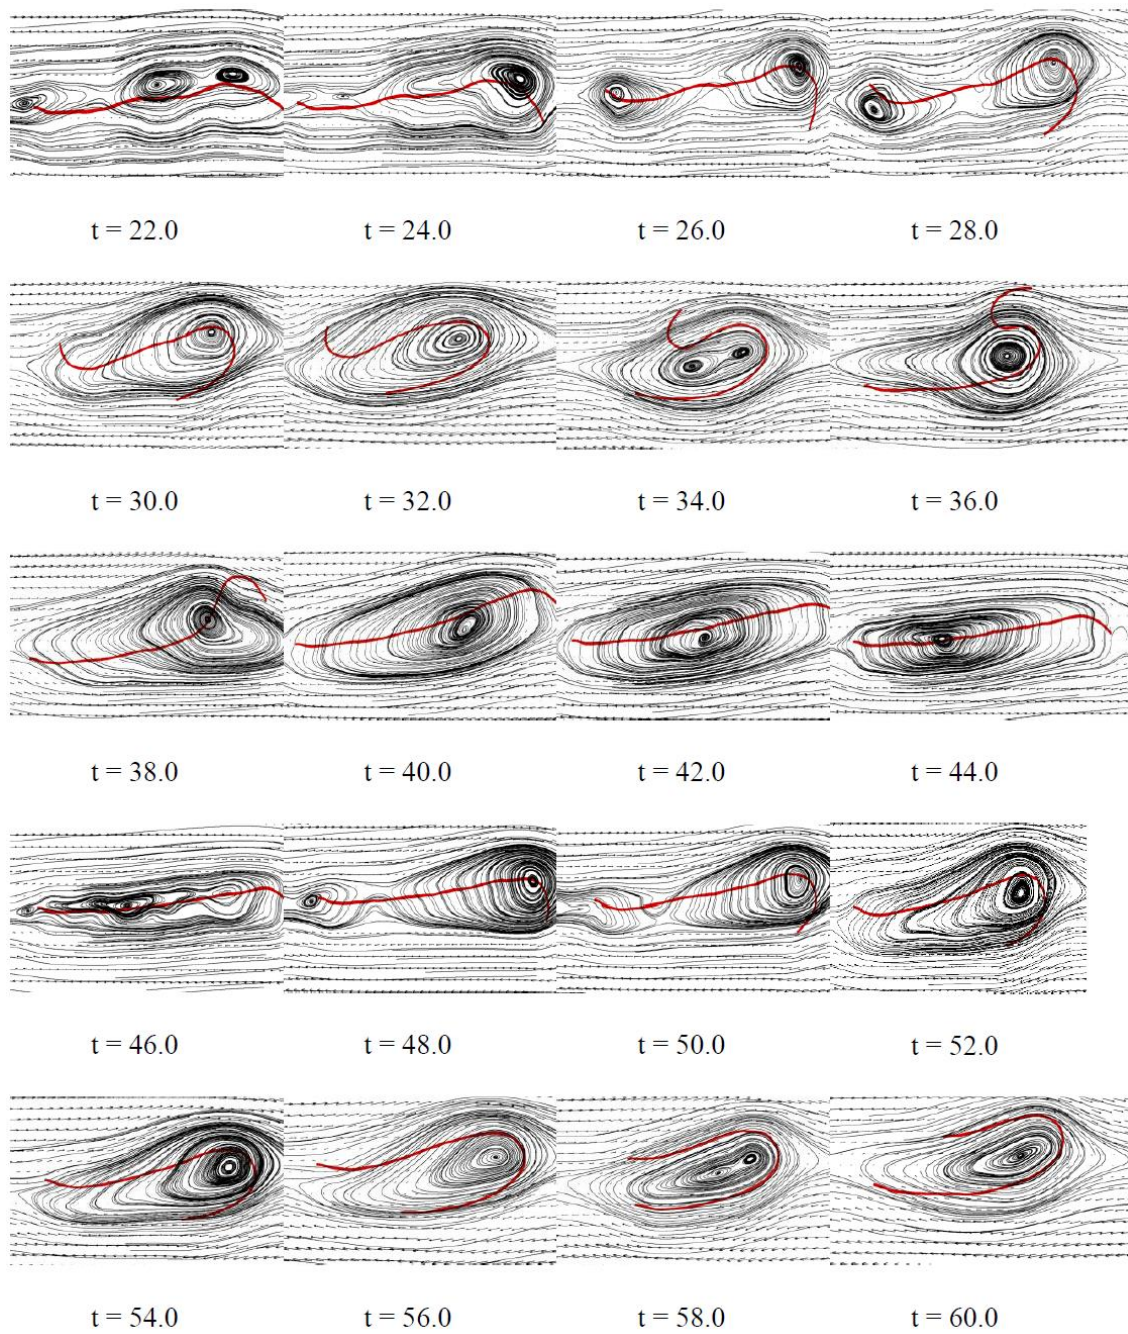 t = 22.0 t = 24.0 t = 26.0 t = 28.0
t = 30.0 t = 32.0 t = 34.0 t = 36.0
t = 38.0 t = 40.0 t = 42.0 t = 44.0
t = 46.0 t = 48.0 t = 50.0 t = 52.0
t = 54.0 t = 56.0 t = 58.0 t = 60.0